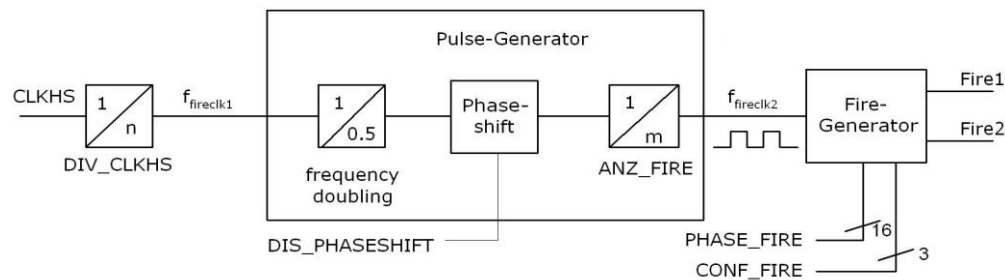 Pulse-Generator
CLKHS
1
n
DIV_CLKHS
ffireclk1
1
0.5
frequency
doubling
Phase-
shift
DIS_PHASESHIFT
1
m
ANZ_FIRE
ffireclk2
Fire-
Generator
Fire1
Fire2
PHASE_FIRE
16
CONF_FIRE
3